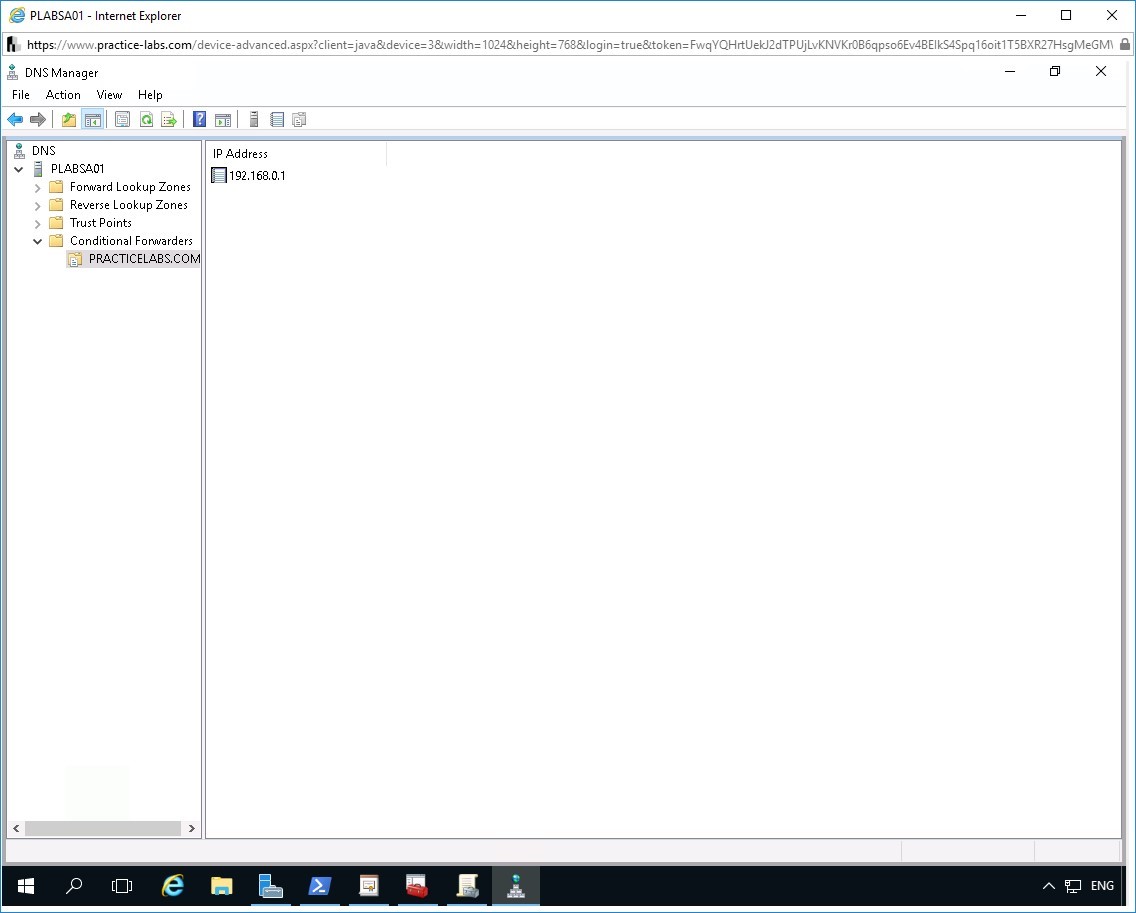 PLABSA01 - Internet Explorer
https://www.practice-labs.com/device-advanced.aspx?client=java&device=3&width=1024&height=768&login=true&token=FwqYQHrtUekJ2dTPUjLvKNVKr0B6qpso6Ev4BEIkS4Spq16oit1T5BXR27HsgMeGM
DNS Manager
File Action View Help
DNS
PLABSA01
Forward Lookup Zones
Reverse Lookup Zones
Trust Points
Conditional Forwarders
PRACTICELABS.COM
IP Address
192.168.0.1
ENG